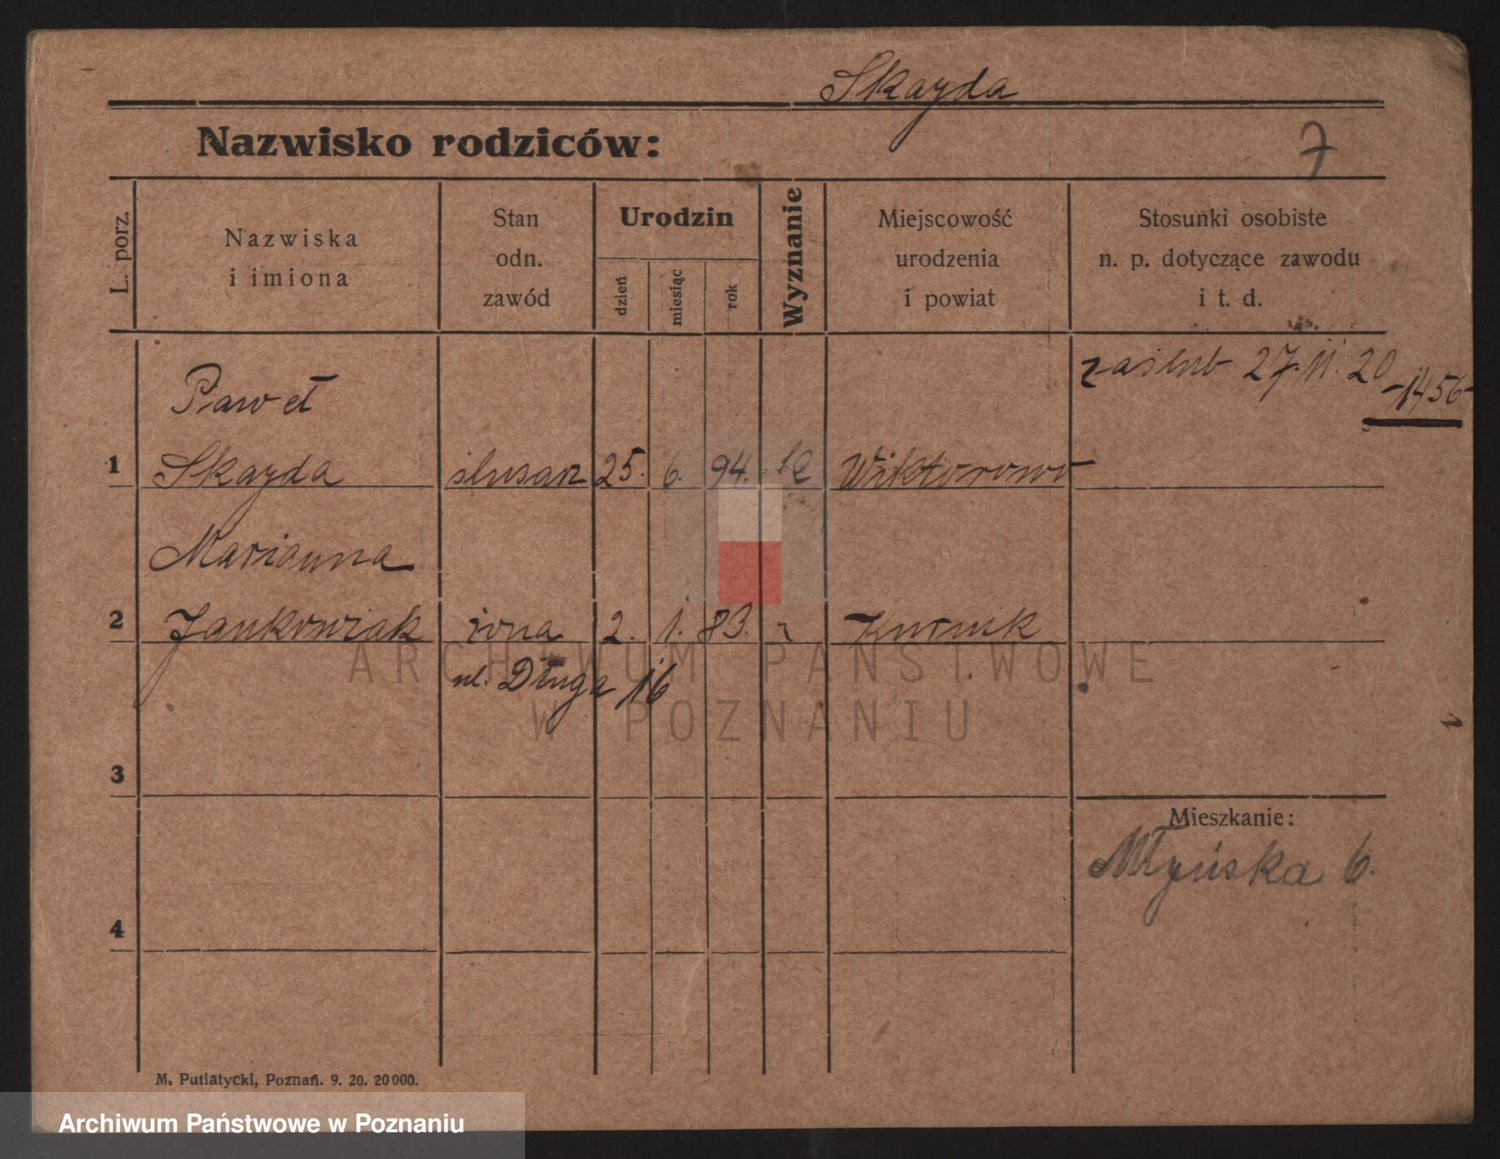 Skayda
Nazwisko rodziców:
7
L. porz.
Nazwiska
i imiona
Stan
odn.
zawód
Urodzin
dzień
miesiąc
rok
Wyznanie
Miejscowość
urodzenia
i powiat
Stosunki osobiste
n. p. dotyczące zawodu
i t. d.
zaślub 27.11.20
-1456-
Paweł
1 Skayda ślusarz 25. 6. 94. Wiktorowo
Marianna
2 Jankowiak żona 2. 1. 83. Kurnik
ul. Długa 16
3
Mieszkanie:
Młyńska 6.
4
M. Putiatycki, Poznań. 9. 20. 20000.
ARCHIWUM PAŃSTWOWE
W POZNANIU
Archiwum Państwowe w Poznaniu